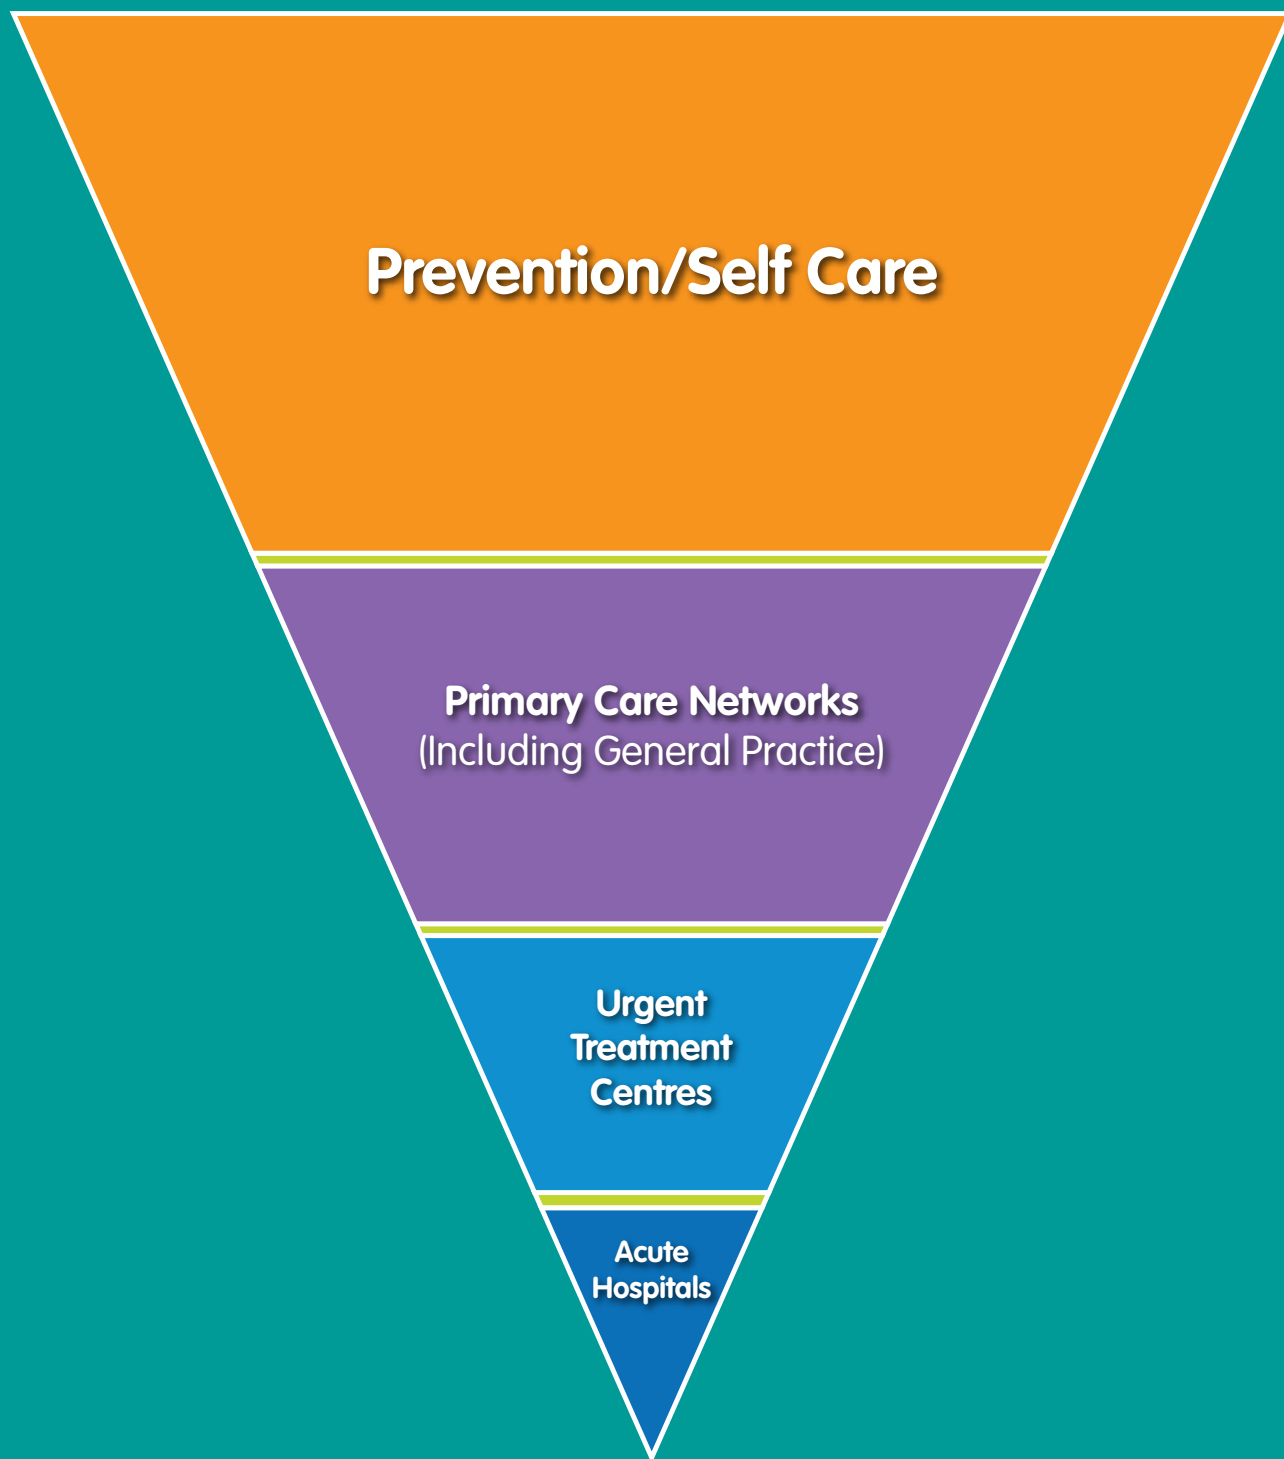 Prevention/Self Care
Primary Care Networks
(Including General Practice)
Urgent
Treatment
Centres
Acute
Hospitals